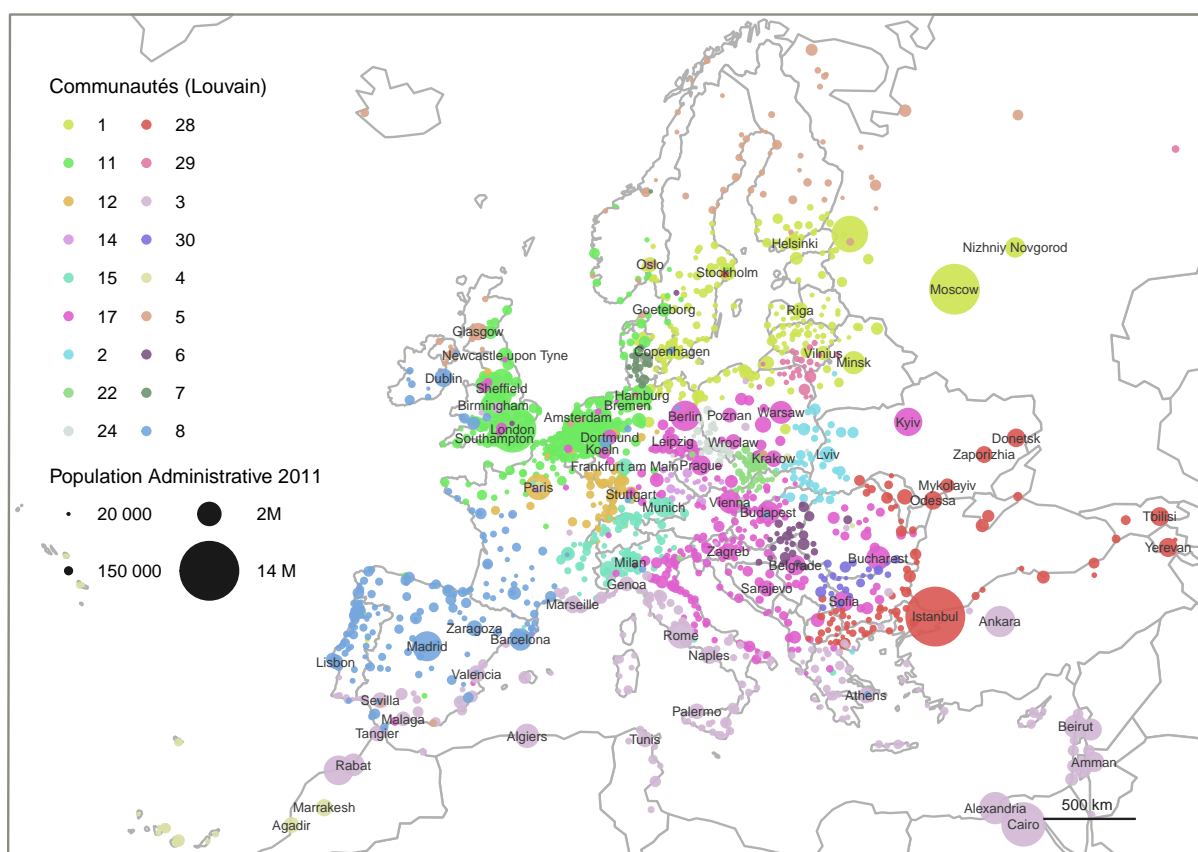 Communautés (Louvain)
1 28
11 29
12 3
14 30
15 4
17 5
2 6
22 7
24 8
Population Administrative 2011
20 000 2M
150 000 14 M
Helsinki
Nizhniy Novgorod
Oslo
Stockholm
Moscow
Goeteborg
Riga
Glasgow
Newcastle upon Tyne
Copenhagen
Vilnius
Minsk
Dublin
Sheffield
Hamburg
Birmingham
Bremen
Amsterdam
Berlin
Poznan
Warsaw
Kyiv
London
Southampton
Dortmund
Koeln
Leipzig
Wroclaw
Donetsk
Frankfurt am Main
Prague
Krakow
Lviv
Zaporizhia
Paris
Stuttgart
Munich
Vienna
Budapest
Mykolayiv
Odessa
Tbilisi
Milan
Zagreb
Belgrade
Bucharest
Yerevan
Genoa
Marseille
Sarajevo
Sofia
Istanbul
Ankara
Zaragoza
Madrid
Barcelona
Rome
Naples
Lisbon
Valencia
Athens
Sevilla
Malaga
Tangier
Palermo
Algiers
Tunis
Beirut
Rabat
Amman
Marrakesh
Agadir
Alexandria
Cairo
500 km